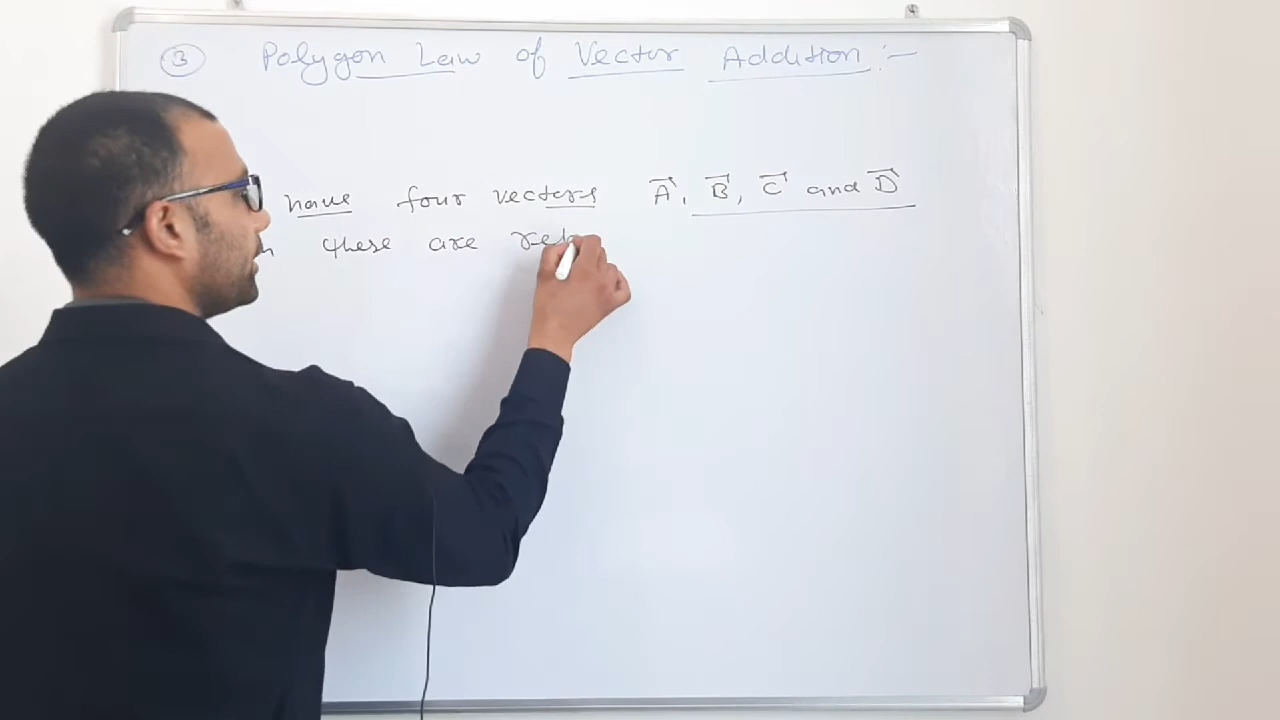 ③ Polygon Law of Vector Addition :-
have four vectors A⃗, B⃗, C⃗ and D⃗
these are